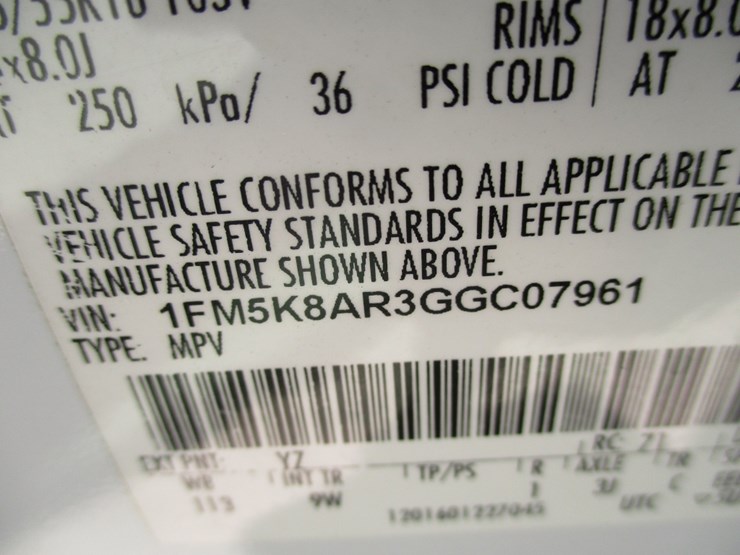 RIMS 18x8.0
x8.0J
250 kPa/ 36 PSI COLD AT
THIS VEHICLE CONFORMS TO ALL APPLICABLE
VEHICLE SAFETY STANDARDS IN EFFECT ON THE
MANUFACTURE SHOWN ABOVE.
VIN: 1FM5K8AR3GGC07961
TYPE: MPV
EXT PNT: YZ RC: 21
WB INT TR TP/PS R AXLE TR
113 9W
UTC